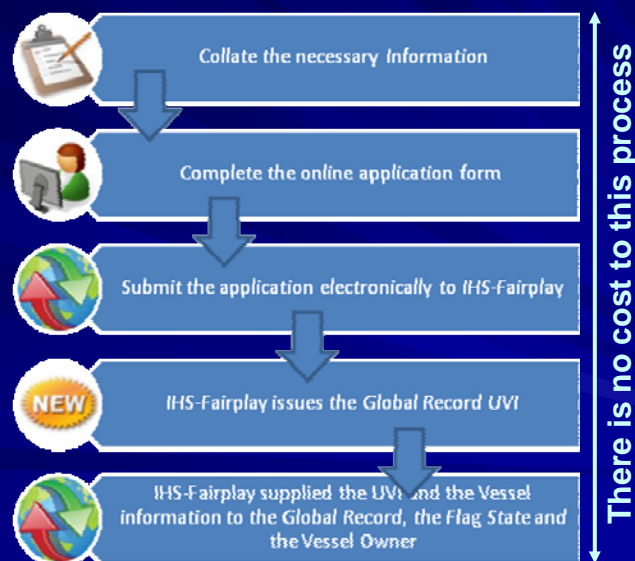 Collate the necessary Information
Complete the online application form
Submit the application electronically to IHS-Fairplay
NEW
IHS-Fairplay issues the Global Record UVI
IHS-Fairplay supplied the UVI and the Vessel
information to the Global Record, the Flag State and
the Vessel Owner
There is no cost to this process